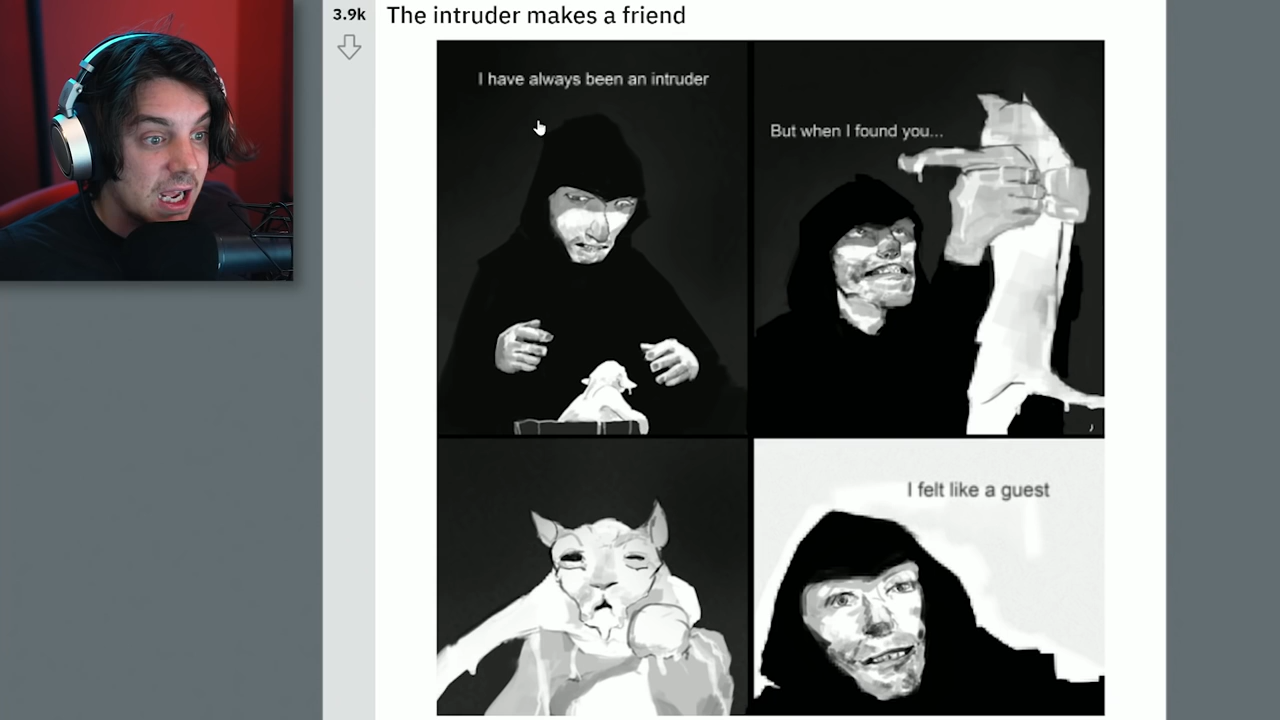 3.9k
The intruder makes a friend
I have always been an intruder
But when I found you...
I felt like a guest